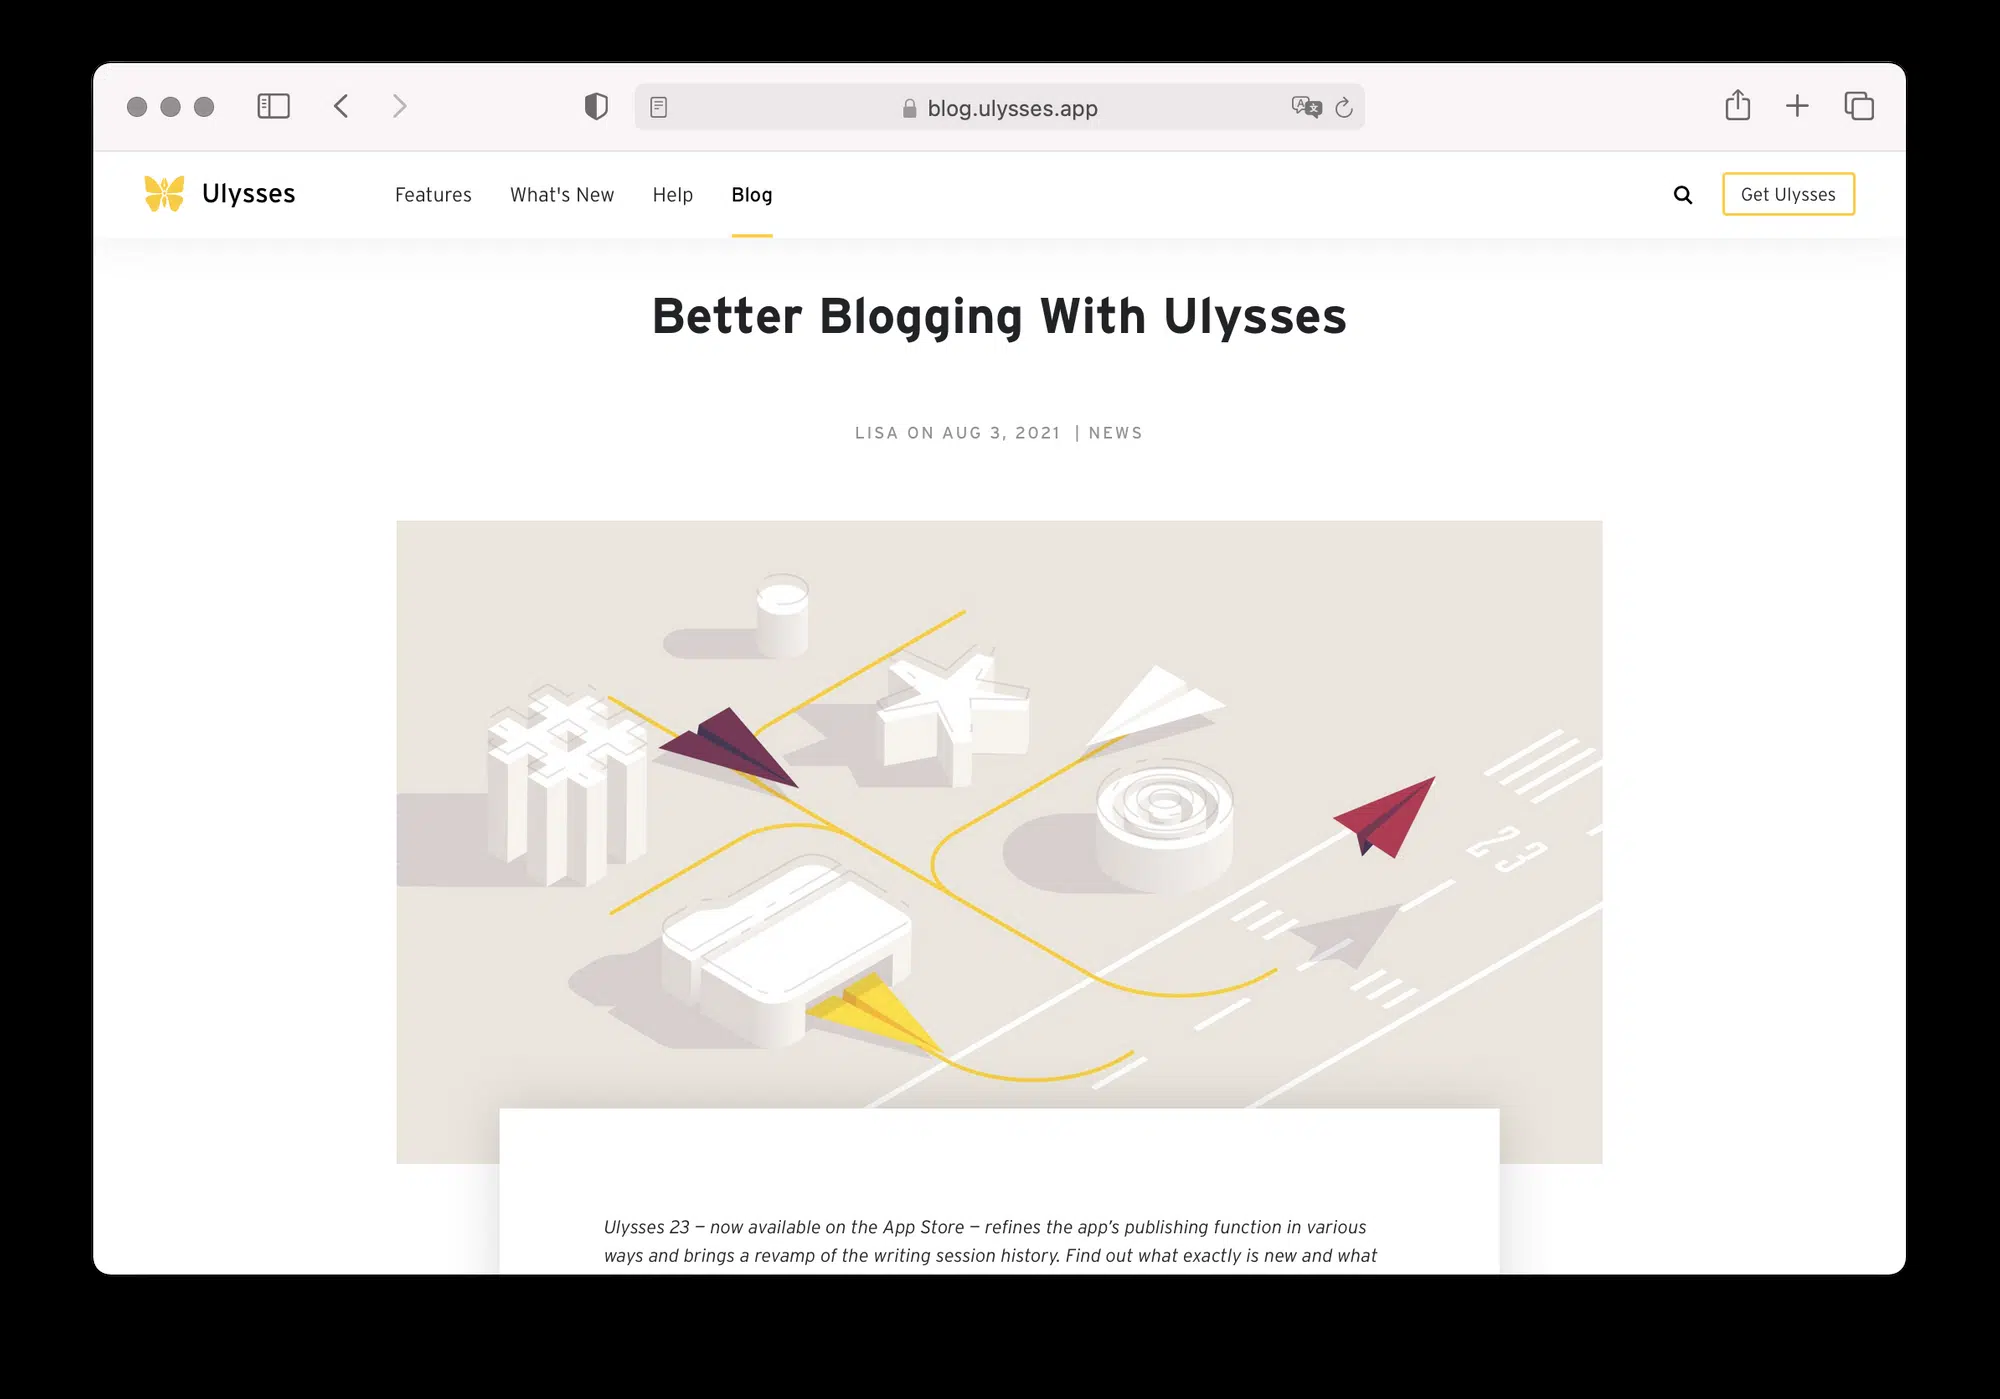 blog.ulysses.app
Ulysses
Features
What's New
Help
Blog
Get Ulysses
Better Blogging With Ulysses
LISA ON AUG 3, 2021 | NEWS
23
Ulysses 23 – now available on the App Store – refines the app’s publishing function in various
ways and brings a revamp of the writing session history. Find out what exactly is new and what